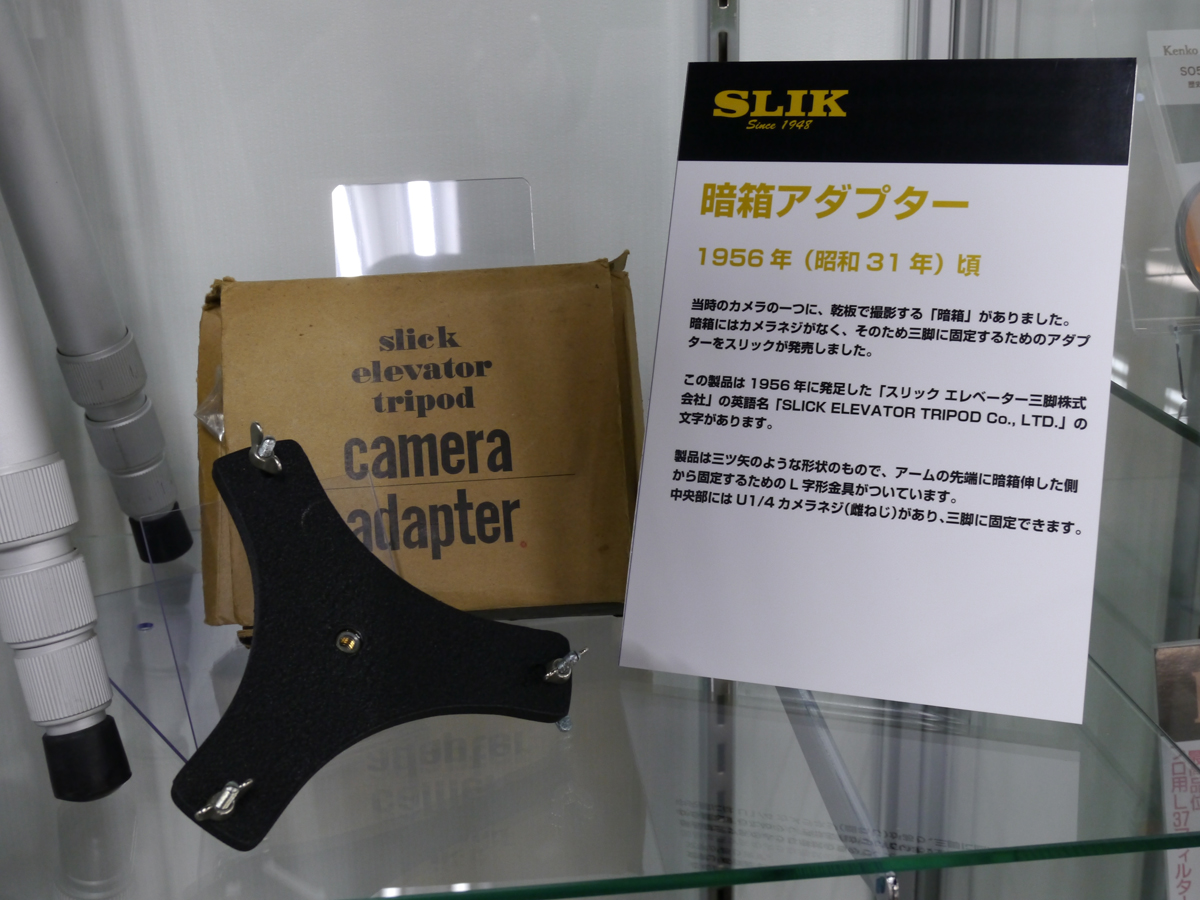 SLIK
Since 1948
暗箱アダプター
1956年（昭和31年）頃
当時のカメラの一つに、乾板で撮影する「暗箱」がありました。
暗箱にはカメラネジがなく、そのため三脚に固定するためのアダプ
ターをスリックが発売しました。
この製品は1956年に発足した「スリック エレベーター三脚株式
会社」の英語名「SLICK ELEVATOR TRIPOD Co., LTD.」の
文字があります。
製品は三ツ矢のような形状のもので、アームの先端に暗箱伸した側
から固定するためのL字形金具がついています。
中央部にはU1/4カメラネジ（雌ねじ）があり、三脚に固定できます。
slick
elevator
tripod
camera
adapter.
Kenko